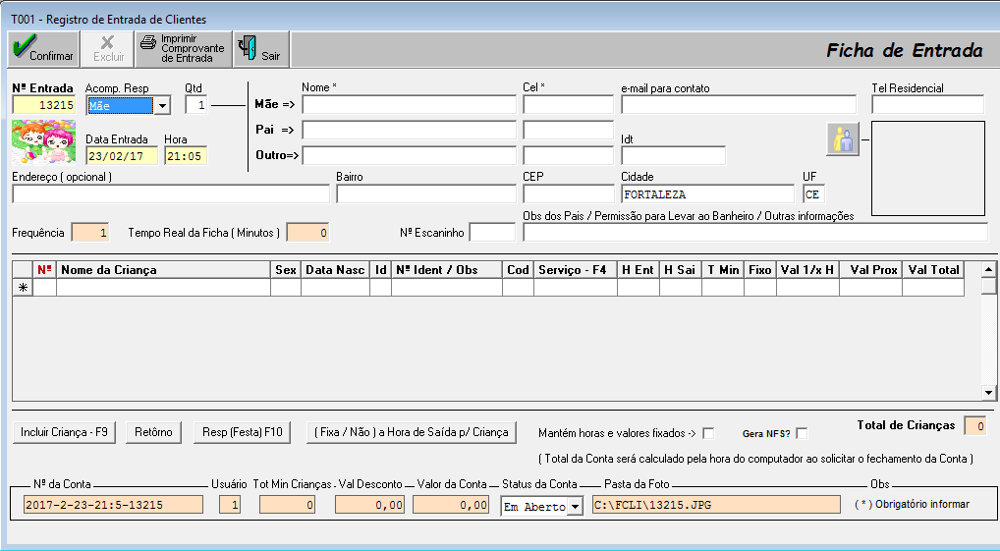 T001 - Registro de Entrada de Clientes
Confirmar
Excluir
Imprimir
Comprovante
de Entrada
Sair
Ficha de Entrada
Nº Entrada Acomp. Resp Qtd Nome * Cel * e-mail para contato Tel Residencial
13215 Mãe 1 Mãe =>
Pai =>
Data Entrada Hora Idt
23/02/17 21:05 Outro=>
Endereço ( opcional ) Bairro CEP Cidade UF
FORTALEZA CE
Obs dos Pais / Permissão para Levar ao Banheiro / Outras informações
Frequência 1 Tempo Real da Ficha ( Minutos ) 0 Nº Escaninho
Nº Nome da Criança Sex Data Nasc Id Nº Ident / Obs Cod Serviço - F4 H Ent H Sai T Min Fixo Val 1/x H Val Prox Val Total
*
Incluir Criança - F9 Retôrno Resp (Festa) F10 ( Fixa / Não ) a Hora de Saída p/ Criança Mantém horas e valores fixados -> Gera NFS? Total de Crianças 0
( Total da Conta será calculado pela hora do computador ao solicitar o fechamento da Conta )
Nº da Conta Usuário Tot Min Crianças Val Desconto Valor da Conta Status da Conta Pasta da Foto Obs
2017-2-23-21:5-13215 1 0 0,00 0,00 Em Aberto C:\FCLI\13215.JPG ( * ) Obrigatório informar